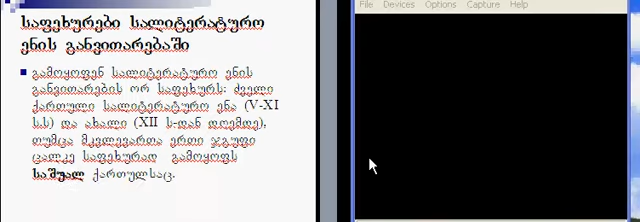 საფეხურები სალიტერატურო
ენის განვითარებაში
გამოყოფენ სალიტერატურო ენის
განვითარების ორ საფეხურს: ძველი
ქართული სალიტერატურო ენა (V-XI
ს.ს) და ახალი (XII ს-დან დღემდე),
თუმცა მკვლევართა ერთი ჯგუფი
ცალკე საფეხურად გამოყოფს
საშუალ ქართულსაც.
File Devices Options Capture Help